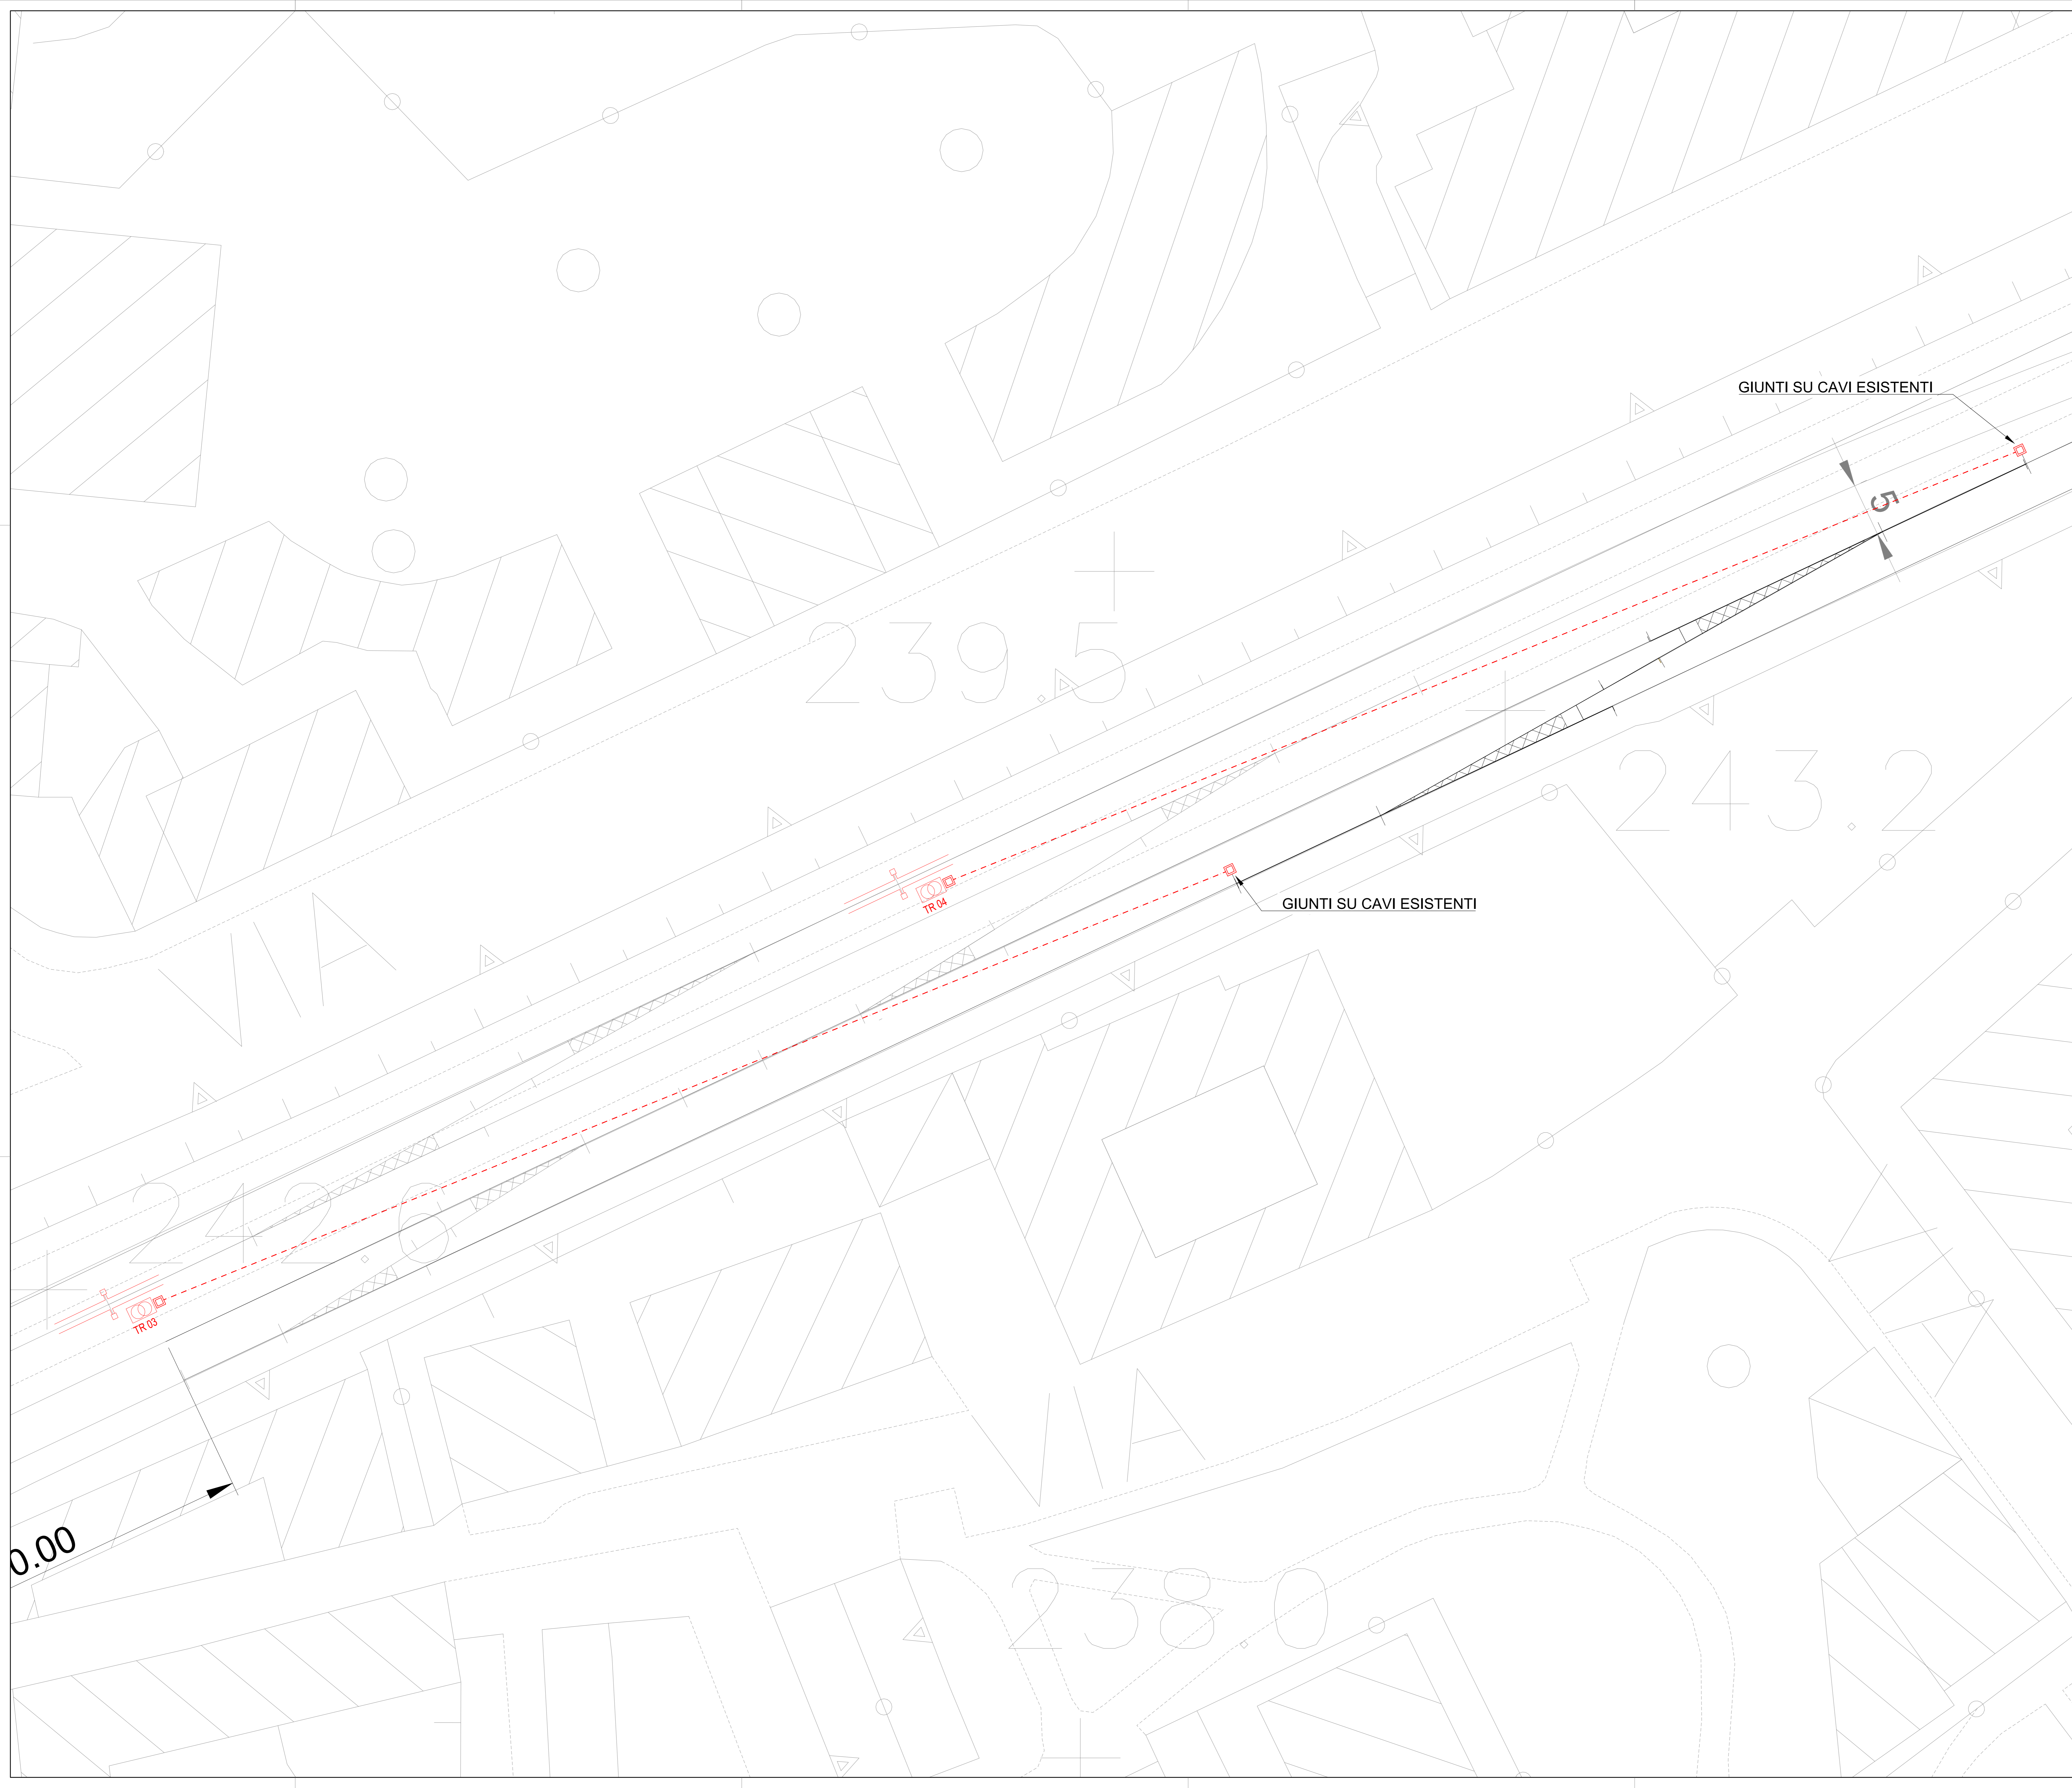 GIUNTI SU CAVI ESISTENTI
5
239.5
243.2
TR 04
GIUNTI SU CAVI ESISTENTI
VIA
242.6
TR 03
VIA
VIA
0.00
238.0